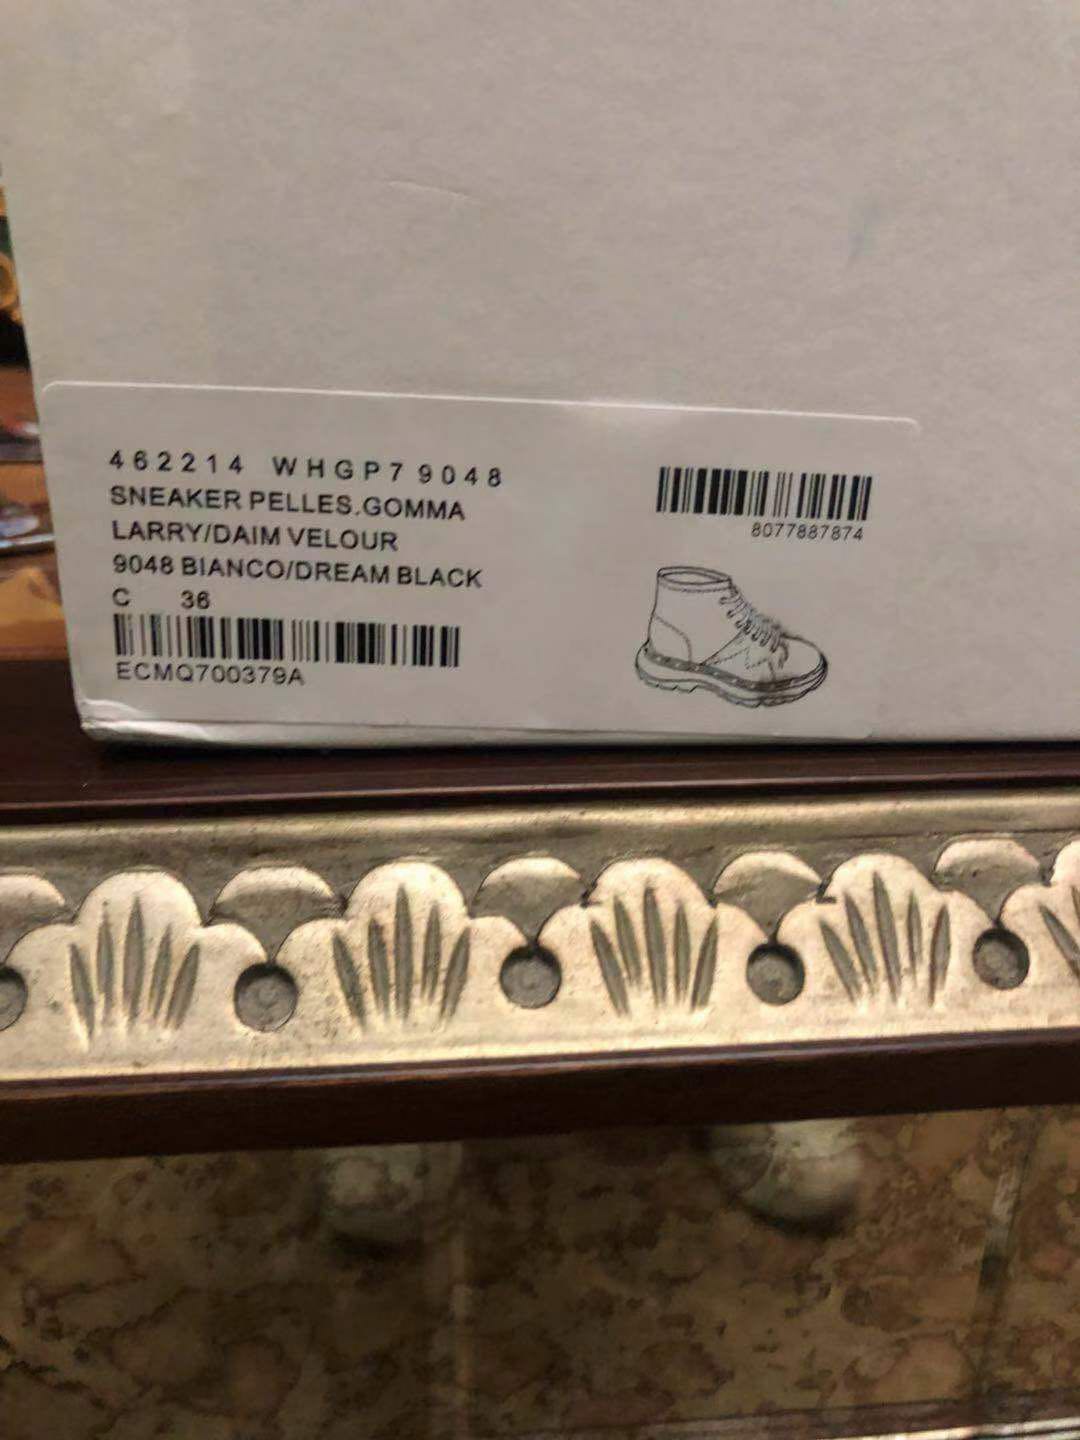 462214 WHGP7 9048
SNEAKER PELLES.GOMMA
LARRY/DAIM VELOUR
9048 BIANCO/DREAM BLACK
C 36
ECMQ700379A
8077887874